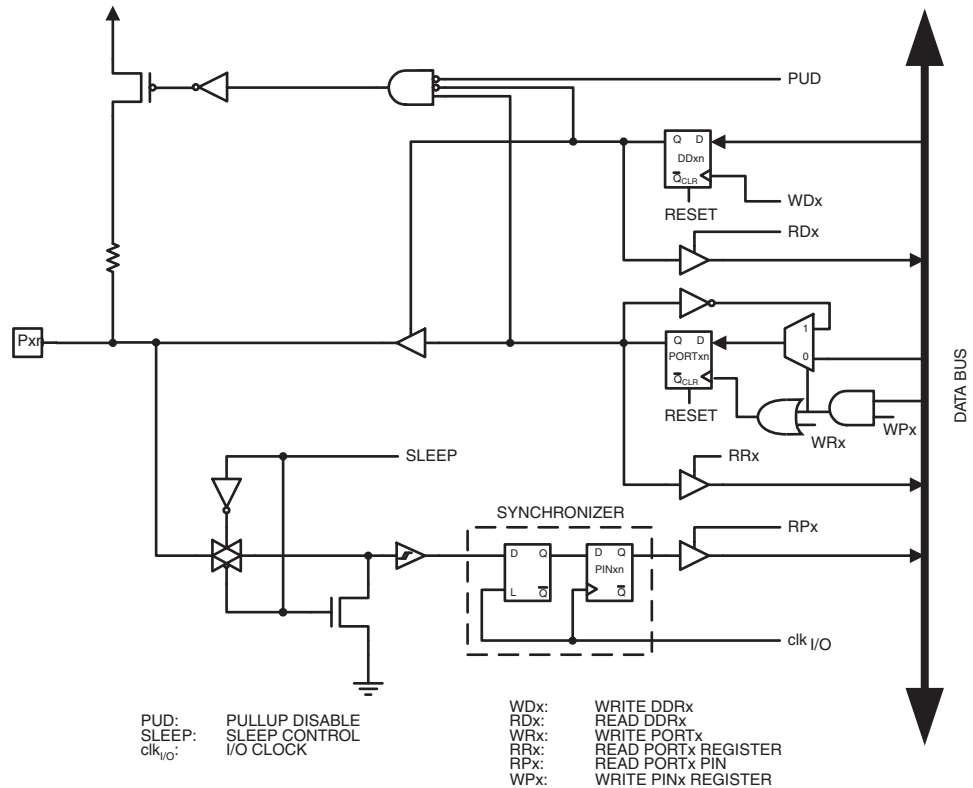 PUD
Q D
DDxn
Q CLR
WDx
RESET
RDx
Pxn
1
Q D
PORTxn
0
Q CLR
RESET
WRx
WPx
DATA BUS
SLEEP
RRx
SYNCHRONIZER
RPx
D Q
L Q
D Q
PINxn
Q
clk I/O
PUD: PULLUP DISABLE
SLEEP: SLEEP CONTROL
clk I/O: I/O CLOCK
WDx: WRITE DDRx
RDx: READ DDRx
WRx: WRITE PORTx
RRx: READ PORTx REGISTER
RPx: READ PORTx PIN
WPx: WRITE PINx REGISTER